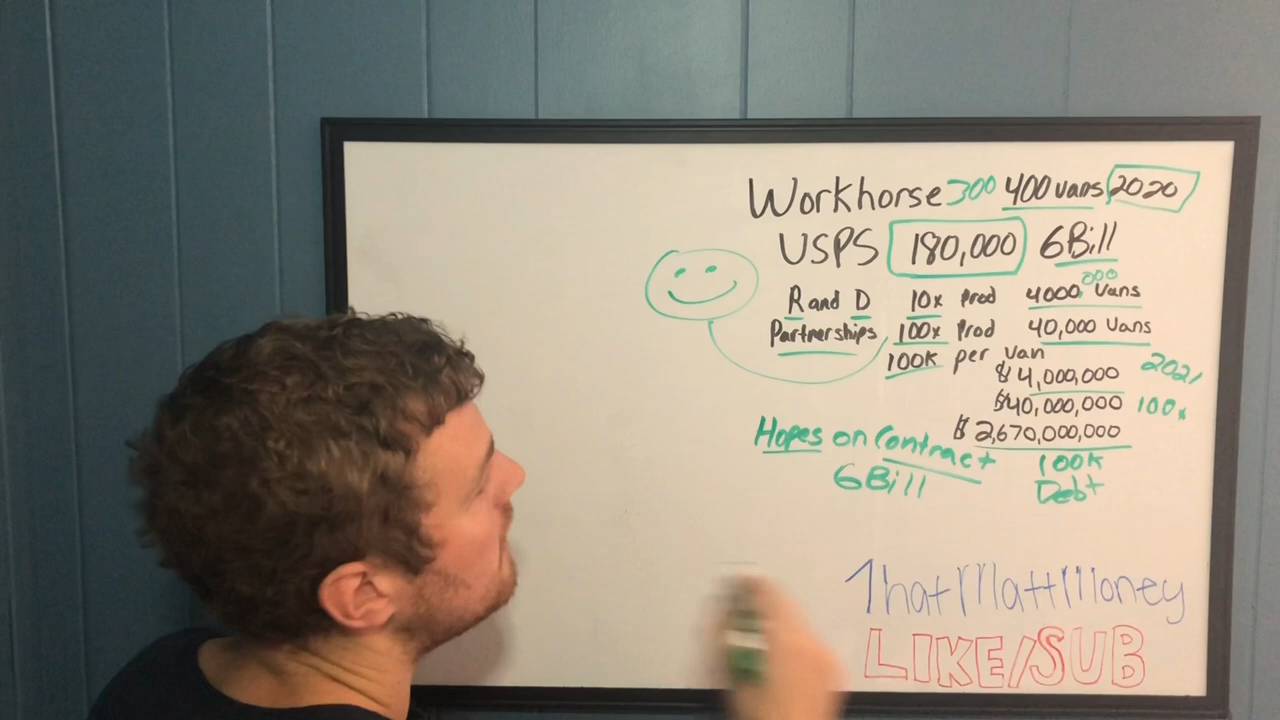 Workhorse 300 400 vans 2020
USPS 180,000 6Bill
000
R and D 10x Prod 4000 Vans
Partnerships 100x Prod 40,000 Vans
100K per Van
$4,000,000 2021
$40,000,000 100x
$2,670,000,000
Hopes on Contract 100K
6Bill Debt
ThatMattMoney
LIKE/SUB